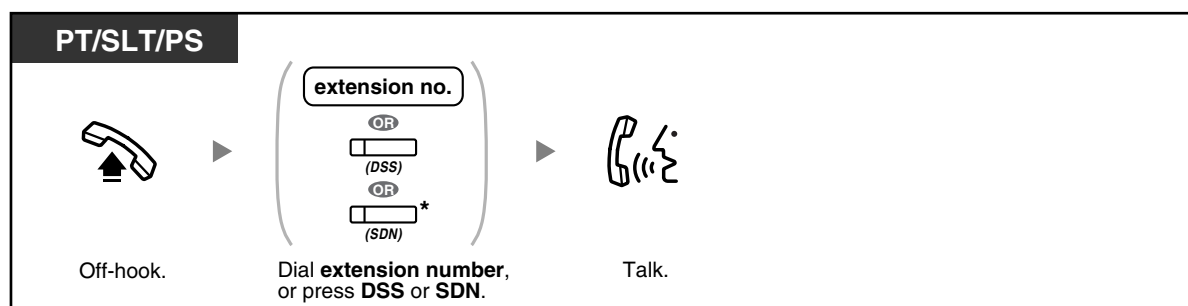 PT/SLT/PS
extension no.
OR
(DSS)
OR
*
(SDN)
Off-hook.
Dial extension number,
or press DSS or SDN.
Talk.